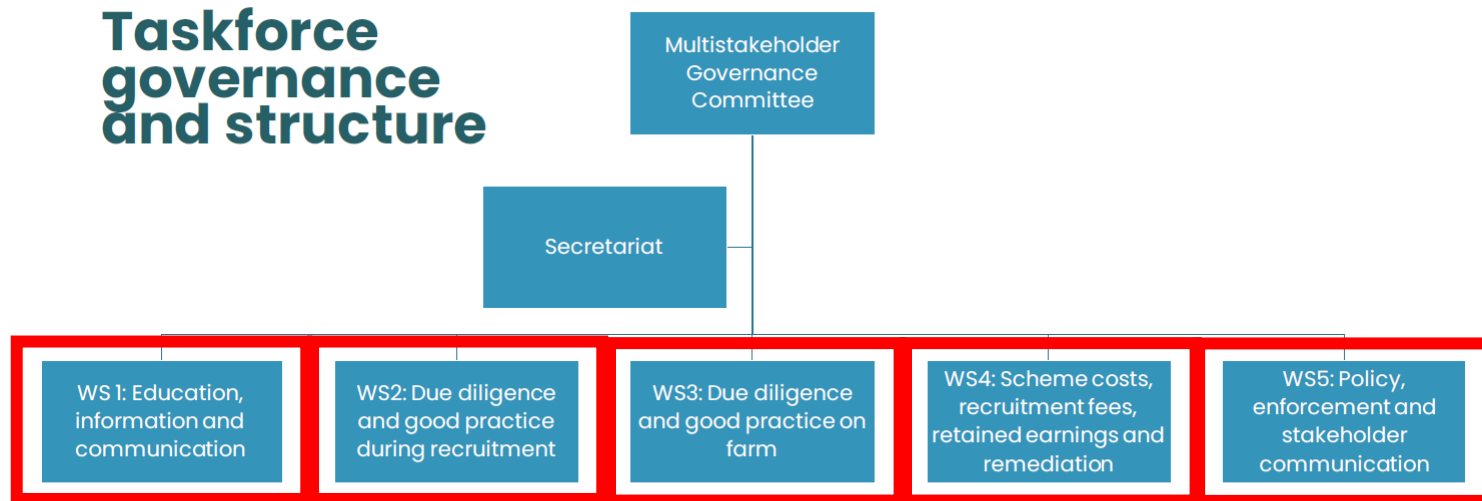 Taskforce
governance
and structure
Multistakeholder
Governance
Committee
Secretariat
WS 1: Education,
information and
communication
WS2: Due diligence
and good practice
during recruitment
WS3: Due diligence
and good practice on
farm
WS4: Scheme costs,
recruitment fees,
retained earnings and
remediation
WS5: Policy,
enforcement and
stakeholder
communication